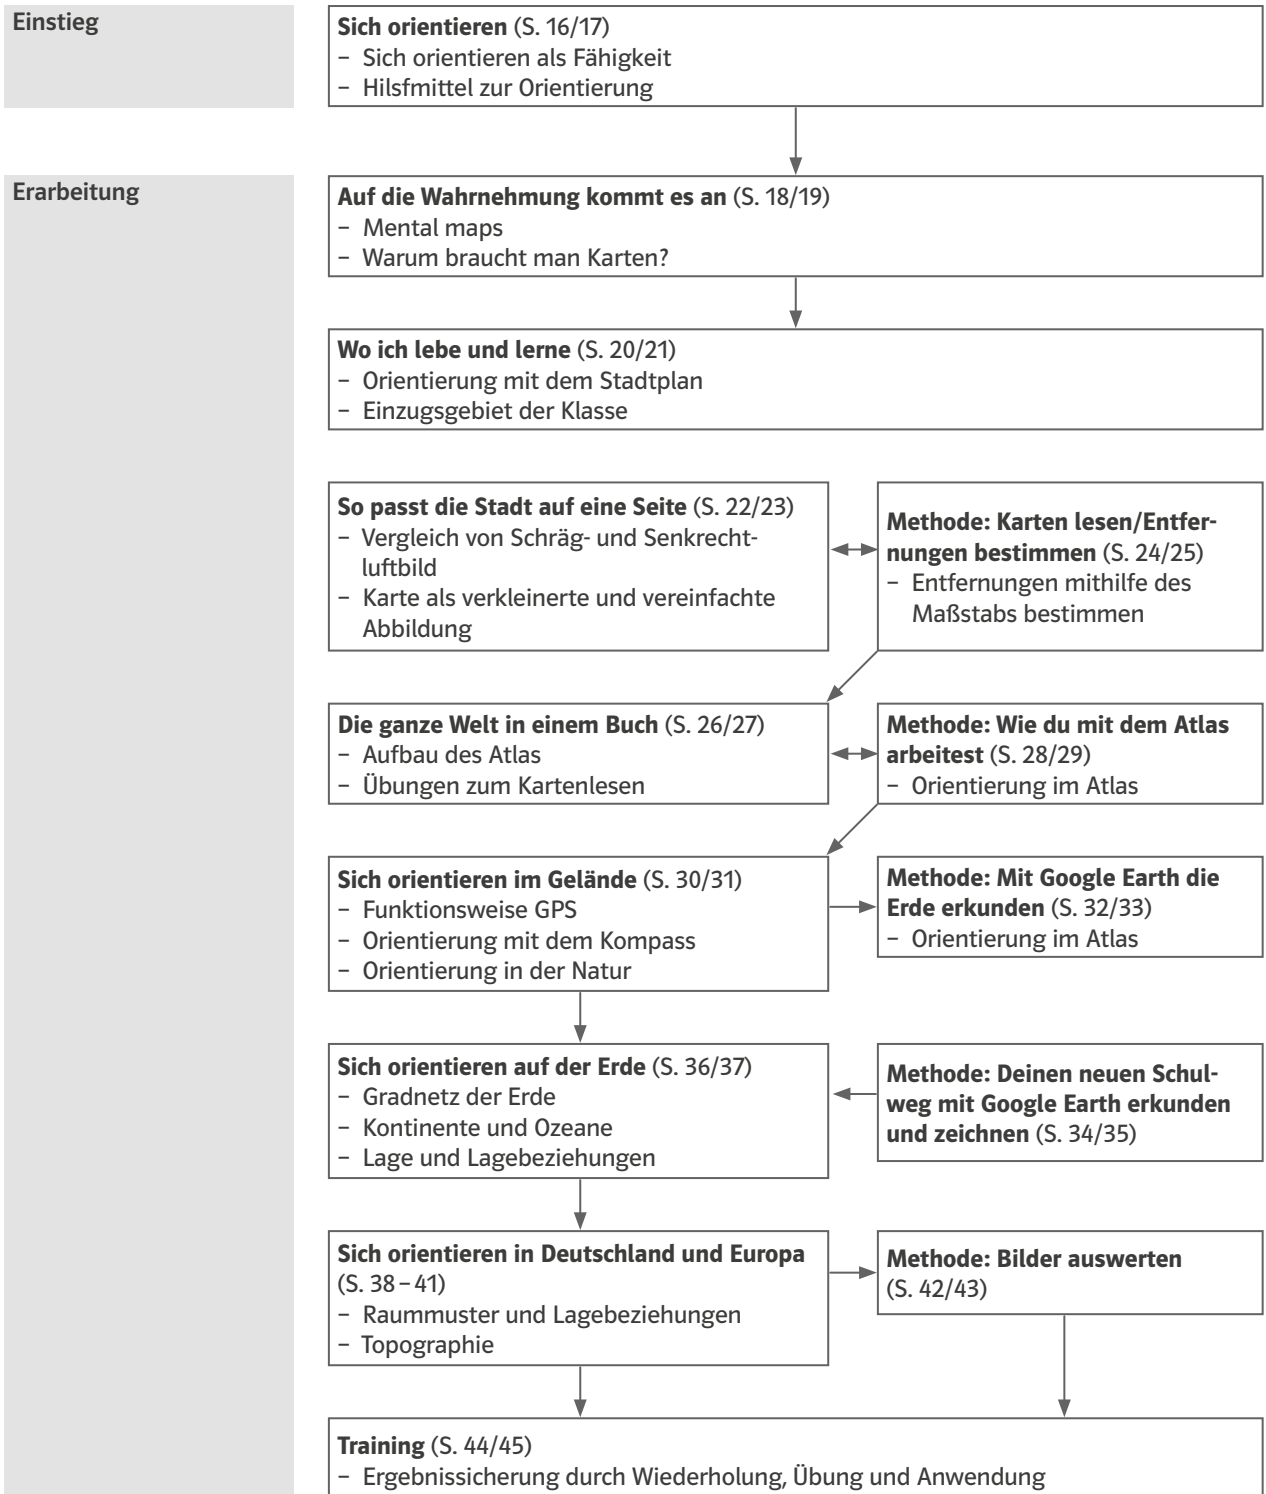 Einstieg
Sich orientieren (S. 16/17)
– Sich orientieren als Fähigkeit
– Hilsfmittel zur Orientierung
Erarbeitung
Auf die Wahrnehmung kommt es an (S. 18/19)
– Mental maps
– Warum braucht man Karten?
Wo ich lebe und lerne (S. 20/21)
– Orientierung mit dem Stadtplan
– Einzugsgebiet der Klasse
So passt die Stadt auf eine Seite (S. 22/23)
– Vergleich von Schräg- und Senkrecht-
luftbild
– Karte als verkleinerte und vereinfachte
Abbildung
Methode: Karten lesen/Entfer-
nungen bestimmen (S. 24/25)
– Entfernungen mithilfe des
Maßstabs bestimmen
Die ganze Welt in einem Buch (S. 26/27)
– Aufbau des Atlas
– Übungen zum Kartenlesen
Methode: Wie du mit dem Atlas
arbeitest (S. 28/29)
– Orientierung im Atlas
Sich orientieren im Gelände (S. 30/31)
– Funktionsweise GPS
– Orientierung mit dem Kompass
– Orientierung in der Natur
Methode: Mit Google Earth die
Erde erkunden (S. 32/33)
– Orientierung im Atlas
Sich orientieren auf der Erde (S. 36/37)
– Gradnetz der Erde
– Kontinente und Ozeane
– Lage und Lagebeziehungen
Methode: Deinen neuen Schul-
weg mit Google Earth erkunden
und zeichnen (S. 34/35)
Sich orientieren in Deutschland und Europa
(S. 38 – 41)
– Raummuster und Lagebeziehungen
– Topographie
Methode: Bilder auswerten
(S. 42/43)
Training (S. 44/45)
– Ergebnissicherung durch Wiederholung, Übung und Anwendung